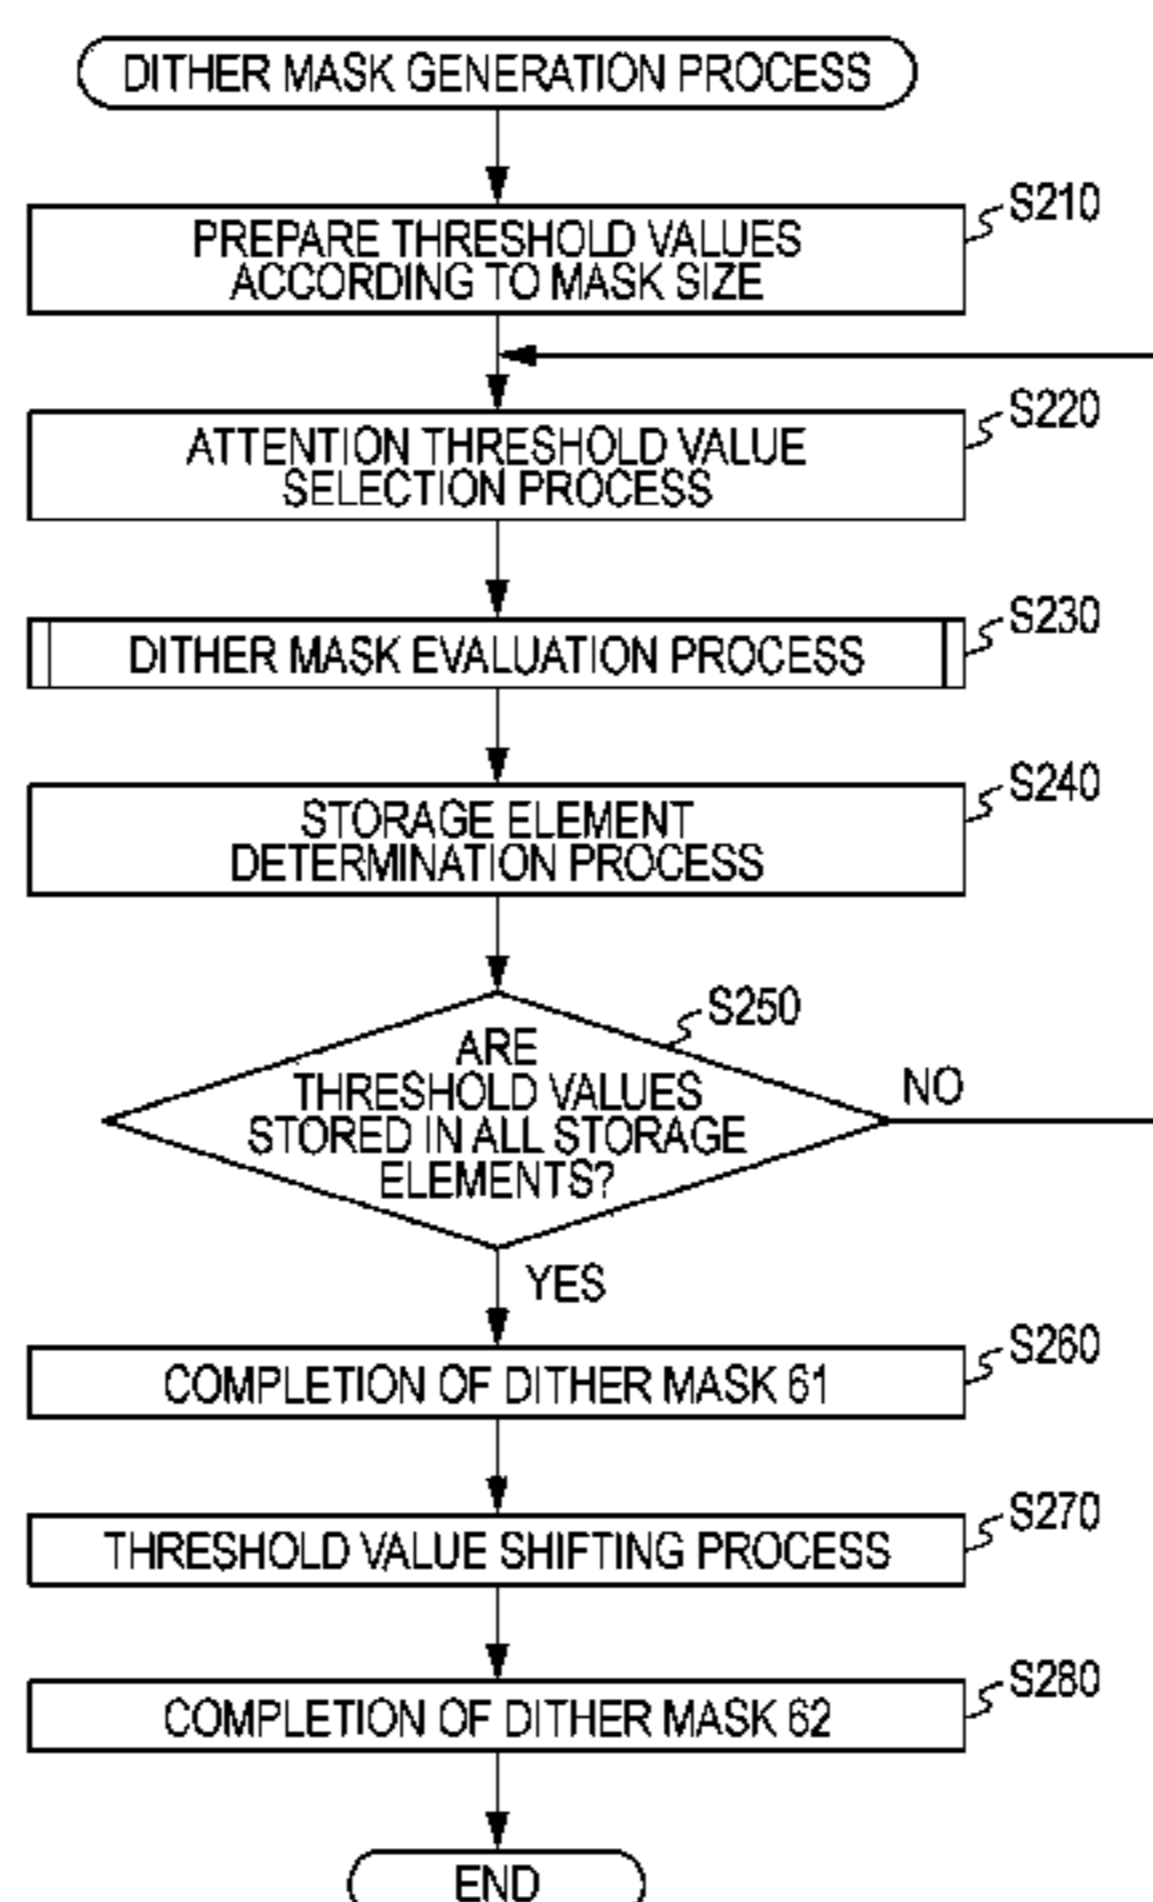 DITHER MASK GENERATION PROCESS
S210
PREPARE THRESHOLD VALUES
ACCORDING TO MASK SIZE
S220
ATTENTION THRESHOLD VALUE
SELECTION PROCESS
S230
DITHER MASK EVALUATION PROCESS
S240
STORAGE ELEMENT
DETERMINATION PROCESS
S250
ARE
THRESHOLD VALUES
STORED IN ALL STORAGE
ELEMENTS?
NO
YES
S260
COMPLETION OF DITHER MASK 61
S270
THRESHOLD VALUE SHIFTING PROCESS
S280
COMPLETION OF DITHER MASK 62
END